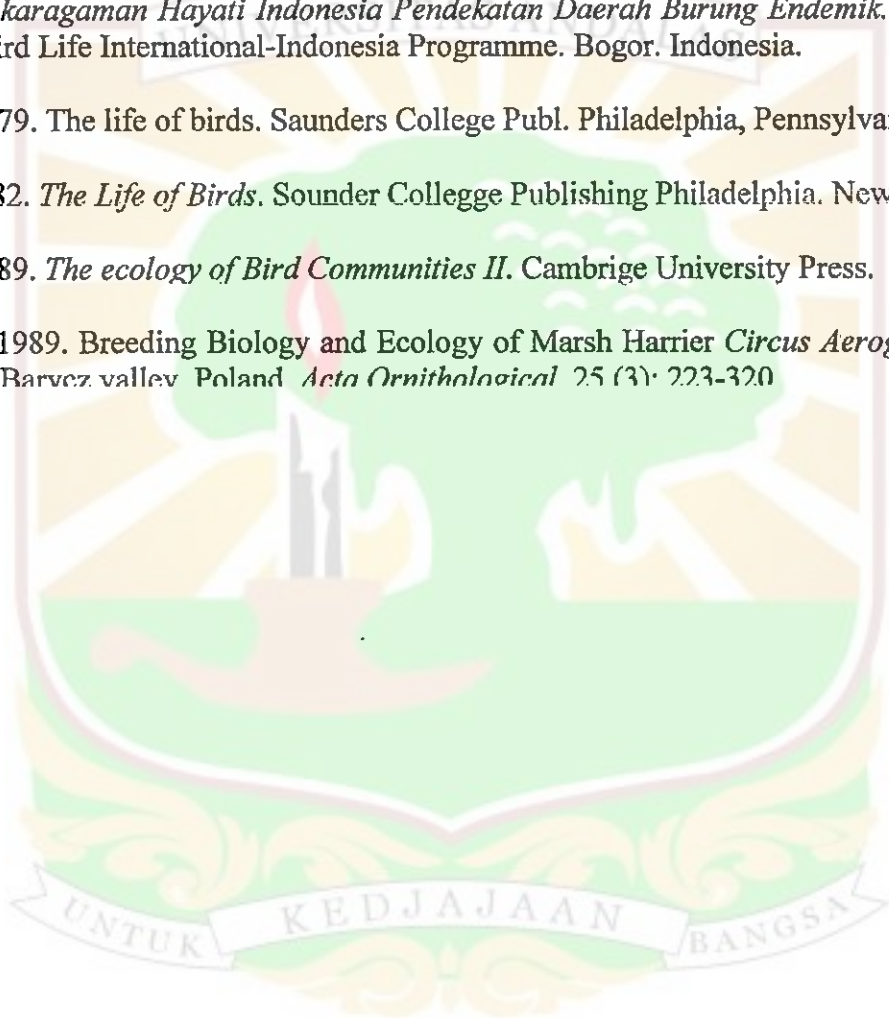 karagaman Hayati Indonesia Pendekatan Daerah Burung Endemik.
UNIVERSITAS ANDALAS
ird Life International-Indonesia Programme. Bogor. Indonesia.
79. The life of birds. Saunders College Publ. Philadelphia, Pennsylva
32. The Life of Birds. Sounder Collegge Publishing Philadelphia. New
89. The ecology of Bird Communities II. Cambrige University Press.
1989. Breeding Biology and Ecology of Marsh Harrier Circus Aerog
Barycz valley Poland Acta Ornithological 25 (3): 223-320
UNTUK KEDJAJAAN BANGSA